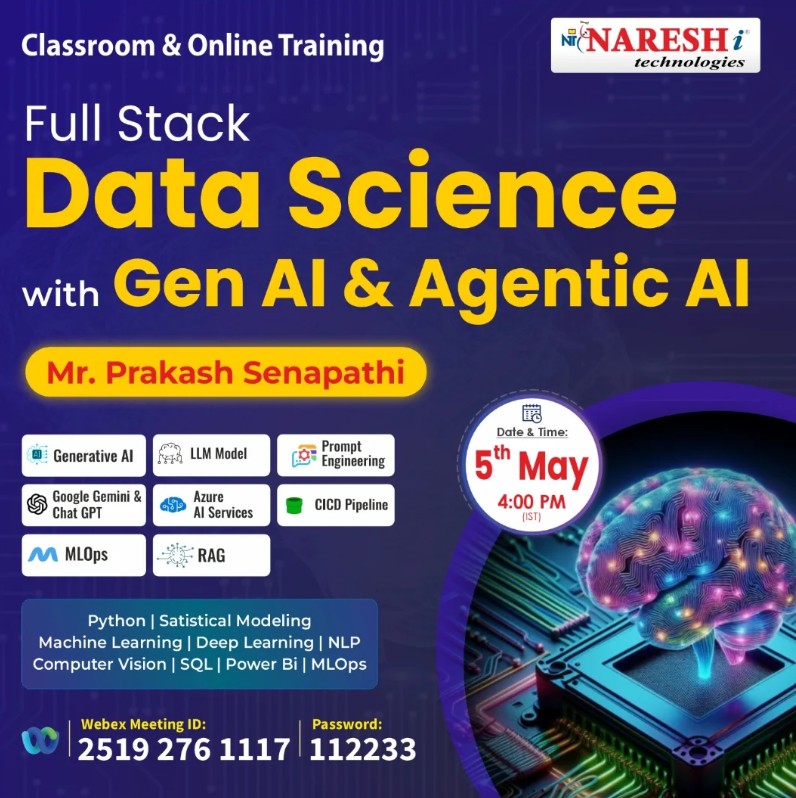 Classroom & Online Training
NARESH i
technologies
Full Stack
Data Science
with Gen AI & Agentic AI
Mr. Prakash Senapathi
Date & Time:
5th May
4:00 PM
(IST)
Generative AI
LLM Model
Prompt
Engineering
Google Gemini &
Chat GPT
Azure
AI Services
CICD Pipeline
MLOps
RAG
Python | Satistical Modeling
Machine Learning | Deep Learning | NLP
Computer Vision | SQL | Power Bi | MLOps
Webex Meeting ID:
2519 276 1117
Password:
112233